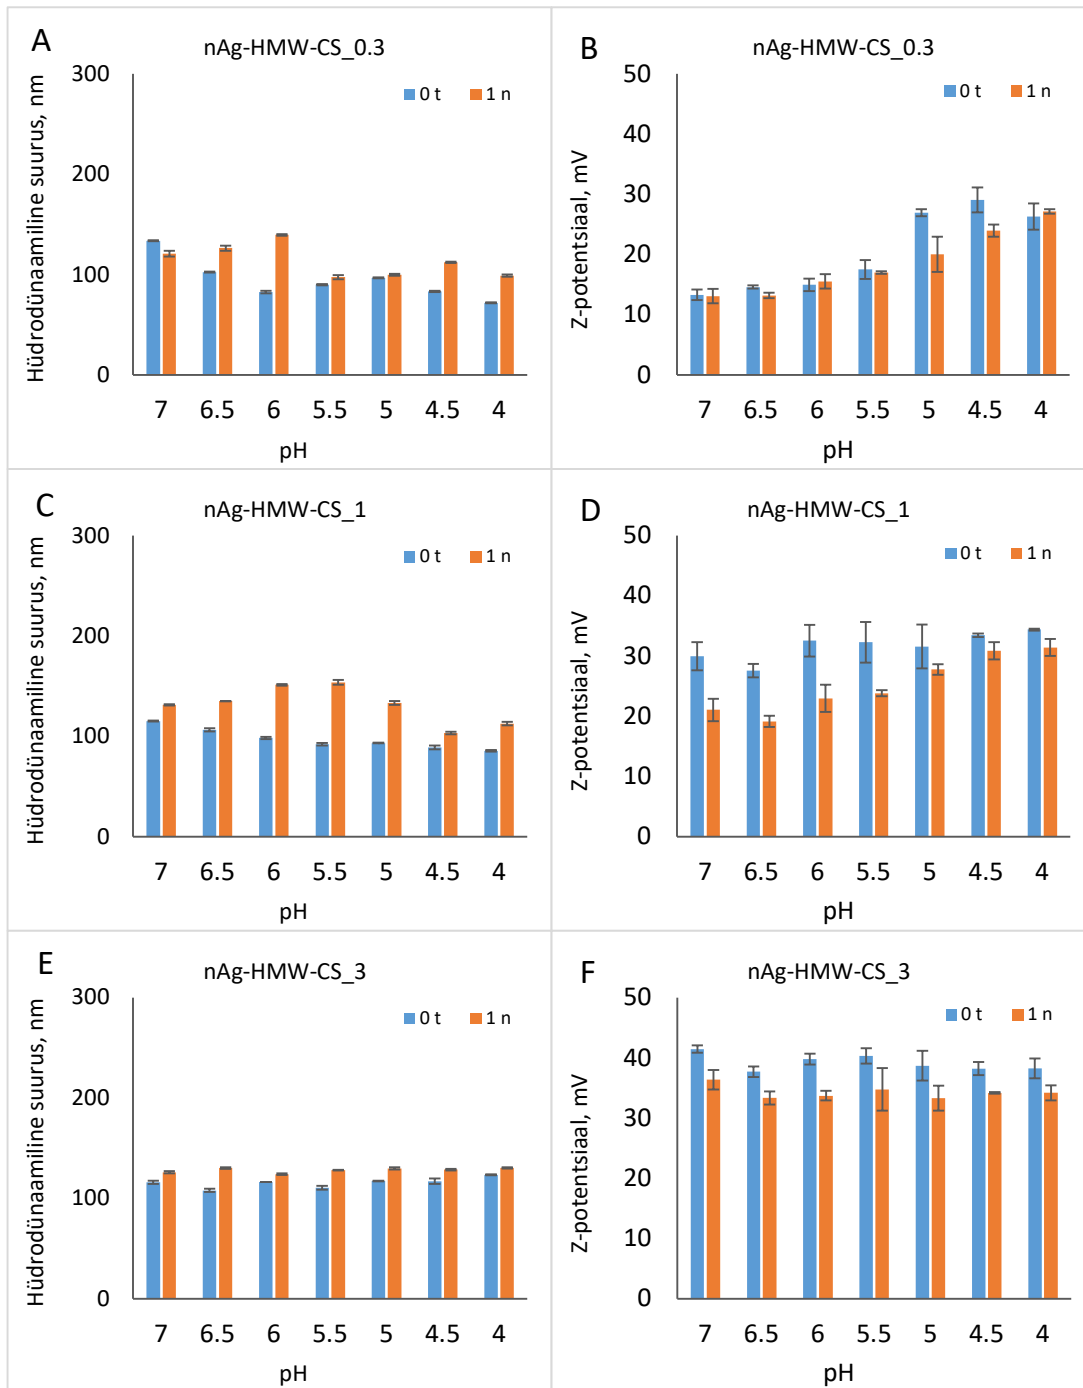 A
nAg-HMW-CS_0.3
Hüdrodünaamiline suurus, nm
300
200
100
0
0 t 1 n
7 6.5 6 5.5 5 4.5 4
pH
B
nAg-HMW-CS_0.3
Z-potentsiaal, mV
50
40
30
20
10
0
0 t 1 n
7 6.5 6 5.5 5 4.5 4
pH
C
nAg-HMW-CS_1
Hüdrodünaamiline suurus, nm
300
200
100
0
0 t 1 n
7 6.5 6 5.5 5 4.5 4
pH
D
nAg-HMW-CS_1
Z-potentsiaal, mV
50
40
30
20
10
0
0 t 1 n
7 6.5 6 5.5 5 4.5 4
pH
E
nAg-HMW-CS_3
Hüdrodünaamiline suurus, nm
300
200
100
0
0 t 1 n
7 6.5 6 5.5 5 4.5 4
pH
F
nAg-HMW-CS_3
Z-potentsiaal, mV
50
40
30
20
10
0
0 t 1 n
7 6.5 6 5.5 5 4.5 4
pH